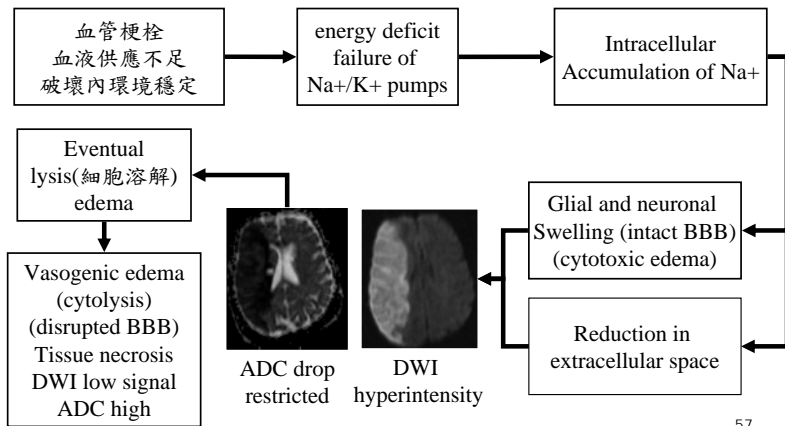 血管梗栓
血液供應不足
破壞內環境穩定
energy deficit
failure of
Na+/K+ pumps
Intracellular
Accumulation of Na+
Glial and neuronal
Swelling (intact BBB)
(cytotoxic edema)
Reduction in
extracellular space
DWI
hyperintensity
ADC drop
restricted
Eventual
lysis(細胞溶解)
edema
Vasogenic edema
(cytolysis)
(disrupted BBB)
Tissue necrosis
DWI low signal
ADC high
57